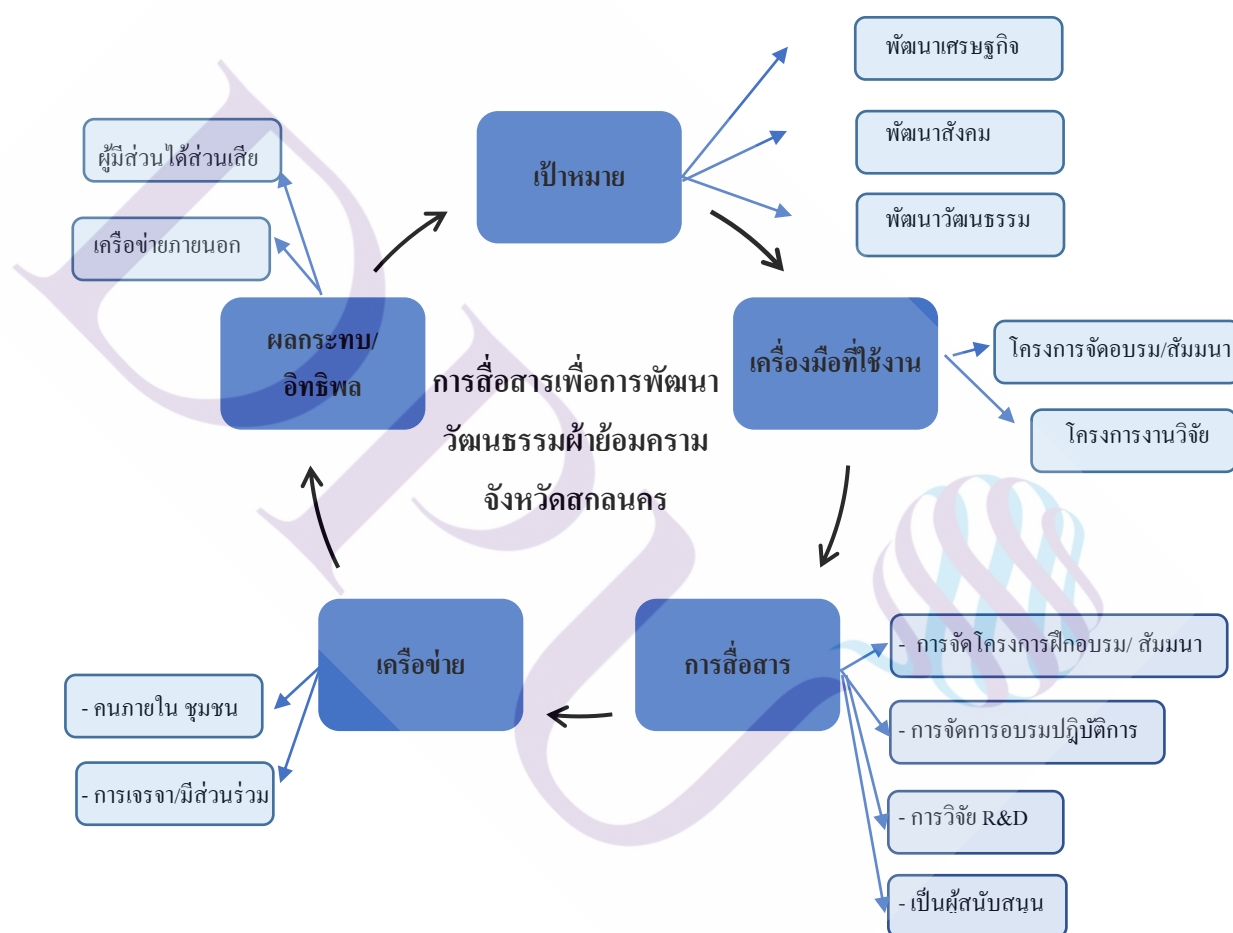 พัฒนาเศรษฐกิจ
พัฒนาสังคม
พัฒนาวัฒนธรรม
เป้าหมาย
ผู้มีส่วนได้ส่วนเสีย
เครือข่ายภายนอก
ผลกระทบ/
อิทธิพล
เครื่องมือที่ใช้งาน
โครงการจัดอบรม/สัมมนา
โครงการงานวิจัย
การสื่อสารเพื่อการพัฒนา
วัฒนธรรมผ้าย้อมคราม
จังหวัดสกลนคร
เครือข่าย
- คนภายใน ชุมชน
- การเจรจา/มีส่วนร่วม
การสื่อสาร
- การจัดโครงการฝึกอบรม/ สัมมนา
- การจัดการอบรมปฏิบัติการ
- การวิจัย R&D
- เป็นผู้สนับสนุน
DPU